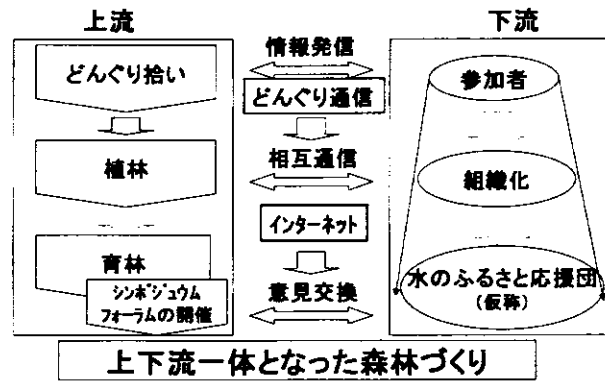 上流
下流
どんぐり拾い
植林
育林
シンポジュウム
フォーラムの開催
情報発信
どんぐり通信
相互通信
インターネット
意見交換
参加者
組織化
水のふるさと応援団
(仮称)
上下流一体となった森林づくり